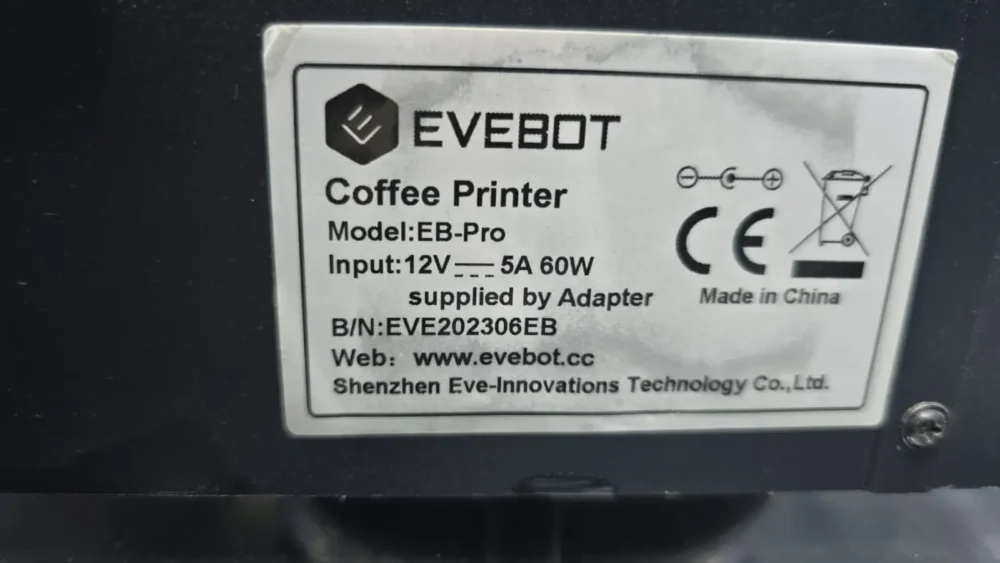 EVEBOT
Coffee Printer
Model:EB-Pro
Input:12V⎓5A 60W
supplied by Adapter
B/N:EVE202306EB
Web：www.evebot.cc
Shenzhen Eve-Innovations Technology Co.,Ltd.
CE
Made in China